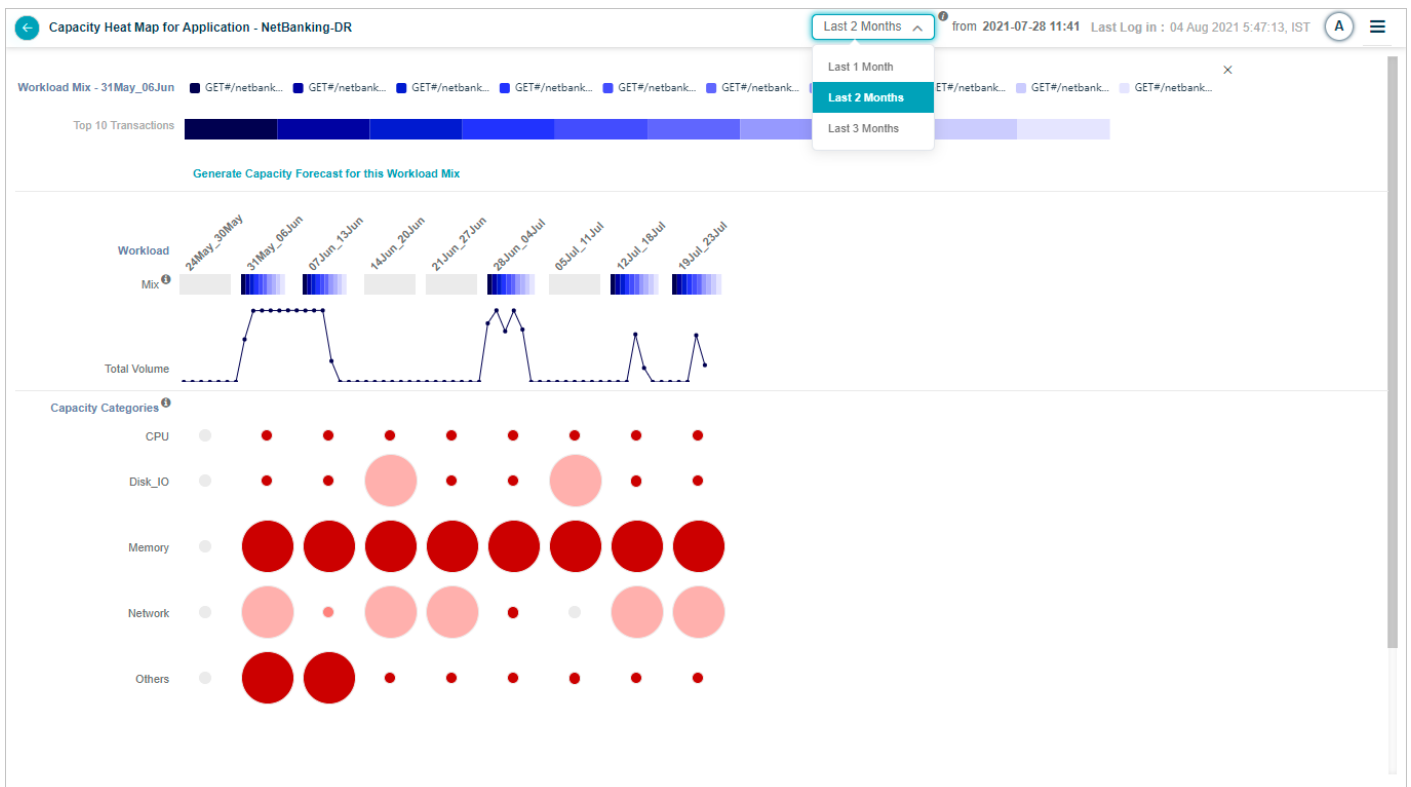 Capacity Heat Map for Application - NetBanking-DR
Last 2 Months
from 2021-07-28 11:41
Last Log in : 04 Aug 2021 5:47:13, IST
A
Last 1 Month
Last 2 Months
Last 3 Months
Workload Mix - 31May_06Jun
GET#/netbank...
GET#/netbank...
GET#/netbank...
GET#/netbank...
GET#/netbank...
GET#/netbank...
ET#/netbank...
GET#/netbank...
GET#/netbank...
Top 10 Transactions
Generate Capacity Forecast for this Workload Mix
Workload
24May_30May
31May_06Jun
07Jun_13Jun
14Jun_20Jun
21Jun_27Jun
28Jun_04Jul
05Jul_11Jul
12Jul_18Jul
19Jul_23Jul
Mix
Total Volume
Capacity Categories
CPU
Disk_IO
Memory
Network
Others